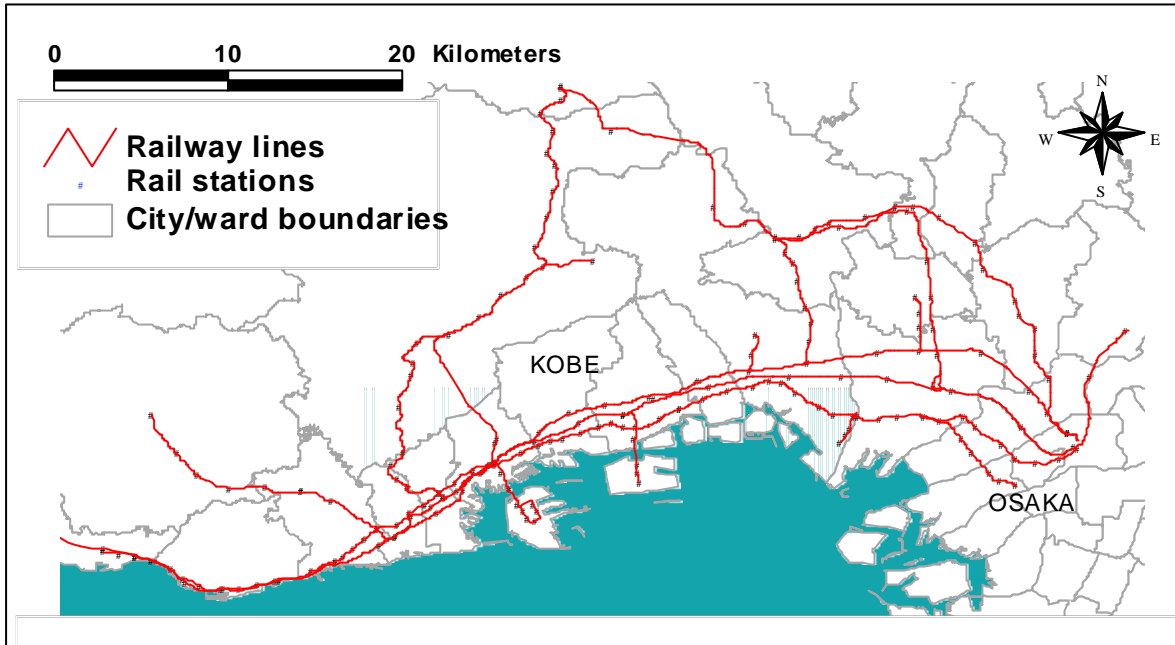 0 10 20 Kilometers
Railway lines
# Rail stations
City/ward boundaries
N
W E
S
KOBE
OSAKA